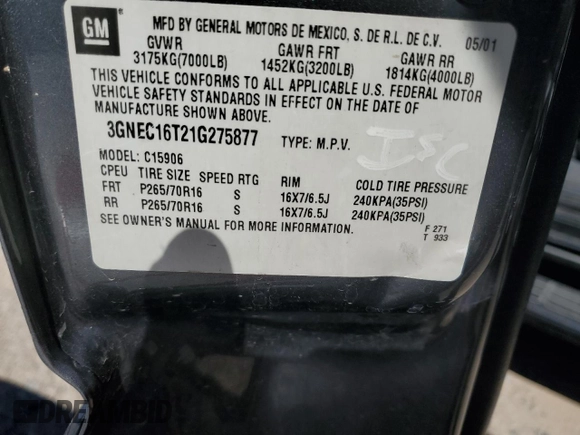 GM
MFD BY GENERAL MOTORS DE MEXICO, S. DE R.L. DE C.V. 05/01
GVWR GAWR FRT GAWR RR
3175KG(7000LB) 1452KG(3200LB) 1814KG(4000LB)
THIS VEHICLE CONFORMS TO ALL APPLICABLE U.S. FEDERAL MOTOR
VEHICLE SAFETY STANDARDS IN EFFECT ON THE DATE OF
MANUFACTURE SHOWN ABOVE.
3GNEC16T21G275877 TYPE: M.P.V.
ISC
MODEL: C15906
CPEU TIRE SIZE SPEED RTG RIM COLD TIRE PRESSURE
FRT P265/70R16 S 16X7/6.5J 240KPA(35PSI)
RR P265/70R16 S 16X7/6.5J 240KPA(35PSI)
SEE OWNER'S MANUAL FOR MORE INFORMATION.
F 271
T 933
DREAMBID